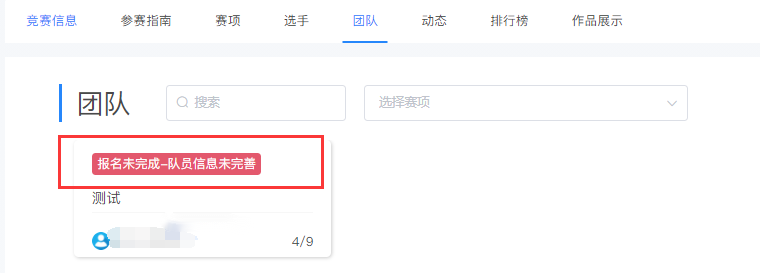 竞赛信息 参赛指南 赛项 选手 团队 动态 排行榜 作品展示
团队 搜索 选择赛项
报名未完成-队员信息未完善
测试
4/9